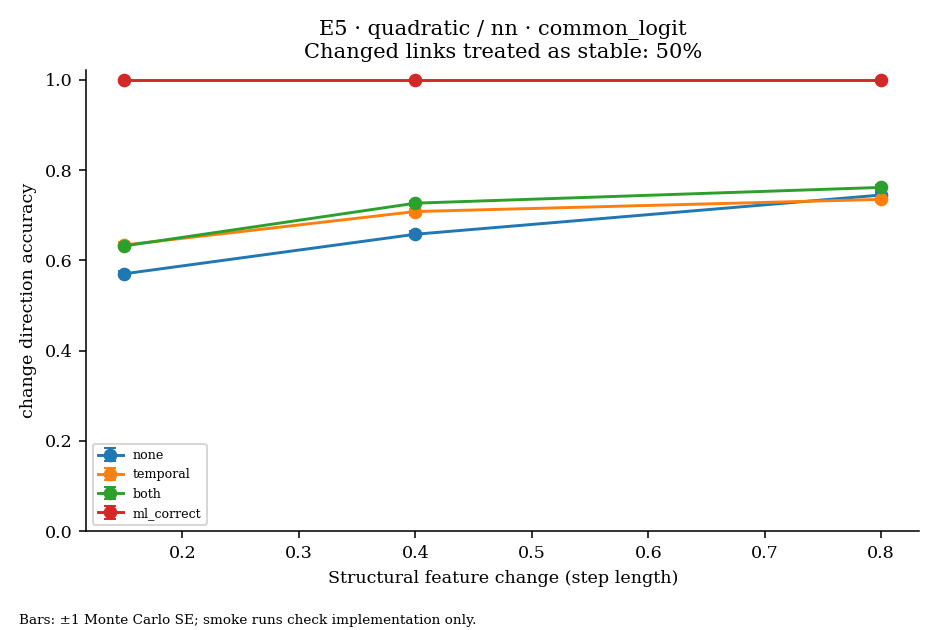 E5 · quadratic / nn · common_logit
Changed links treated as stable: 50%
change direction accuracy
1.0
0.8
0.6
0.4
0.2
0.0
none
temporal
both
ml_correct
0.2 0.3 0.4 0.5 0.6 0.7 0.8
Structural feature change (step length)
Bars: ±1 Monte Carlo SE; smoke runs check implementation only.